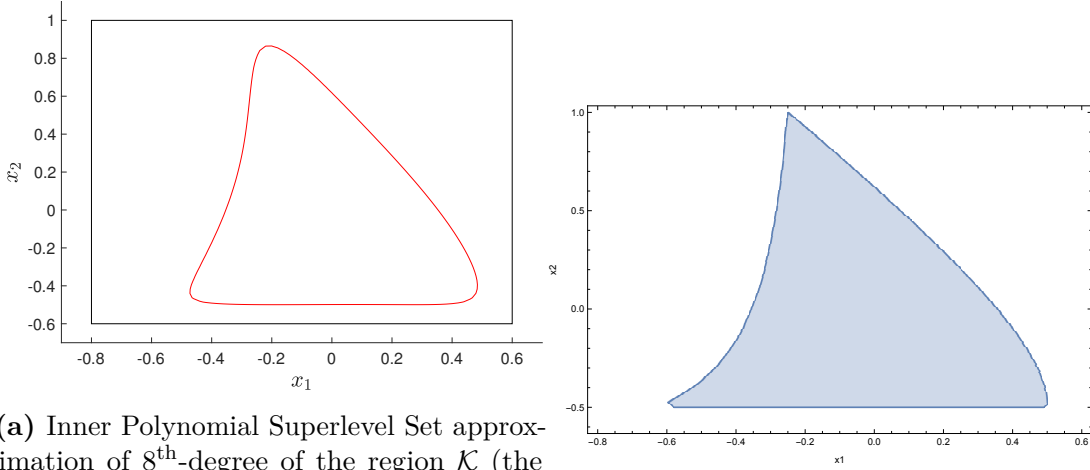 1
0.8
0.6
0.4
0.2
0
-0.2
-0.4
-0.6
x2
-0.8 -0.6 -0.4 -0.2 0 0.2 0.4 0.6
x1
1.0
0.5
0.0
−0.5
x2
−0.8 −0.6 −0.4 −0.2 0.0 0.2 0.4 0.6
x1
(a) Inner Polynomial Superlevel Set approx-
imation of 8th-degree of the region K (the